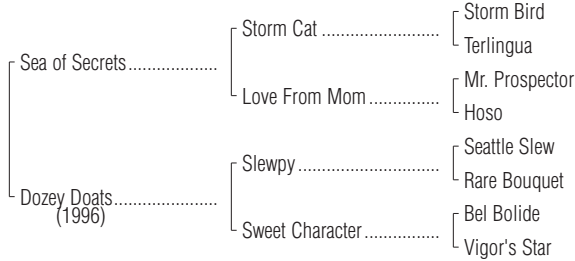 Storm Bird
Storm Cat ........................
Terlingua
Sea of Secrets..................
Mr. Prospector
Love From Mom ..............
Hoso
Seattle Slew
Slewpy ............................
Rare Bouquet
Dozey Doats.....................
(1996)
Bel Bolide
Sweet Character...............
Vigor's Star